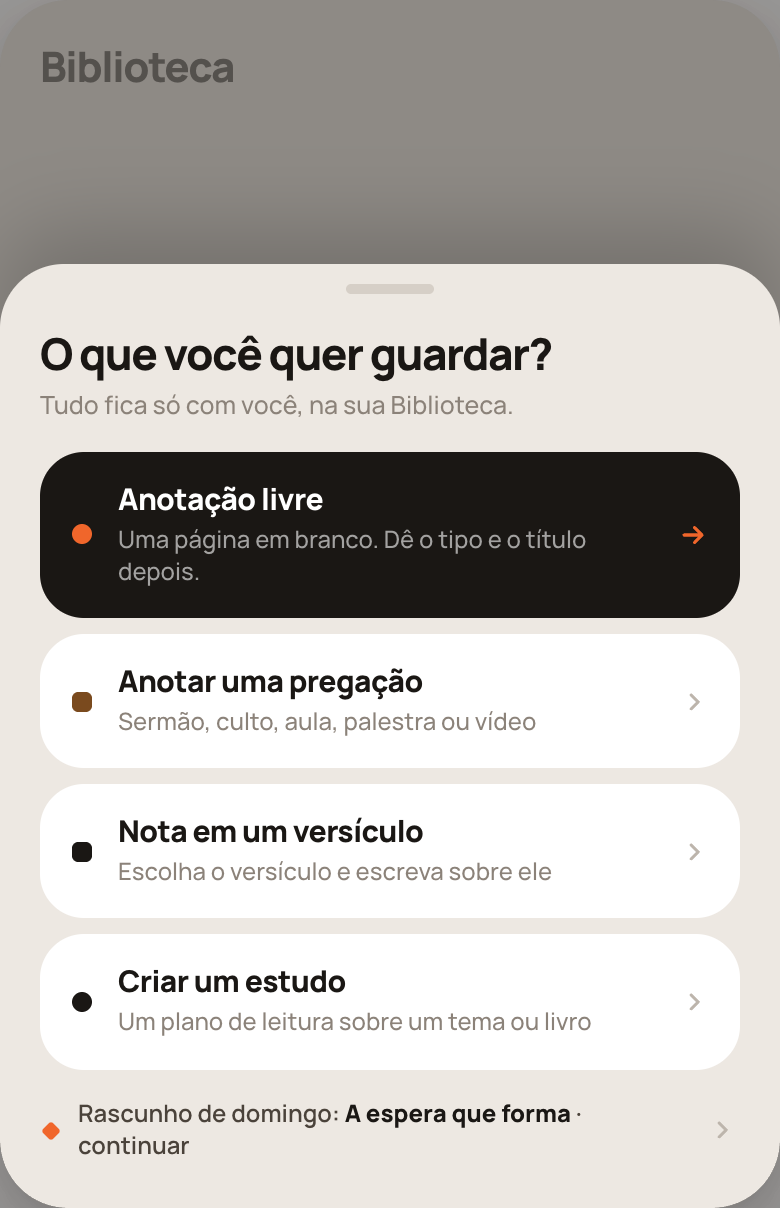 Biblioteca
O que você quer guardar?
Tudo fica só com você, na sua Biblioteca.
Anotação livre
Uma página em branco. Dê o tipo e o título
depois.
Anotar uma pregação
Sermão, culto, aula, palestra ou vídeo
Nota em um versículo
Escolha o versículo e escreva sobre ele
Criar um estudo
Um plano de leitura sobre um tema ou livro
Rascunho de domingo: A espera que forma ·
continuar